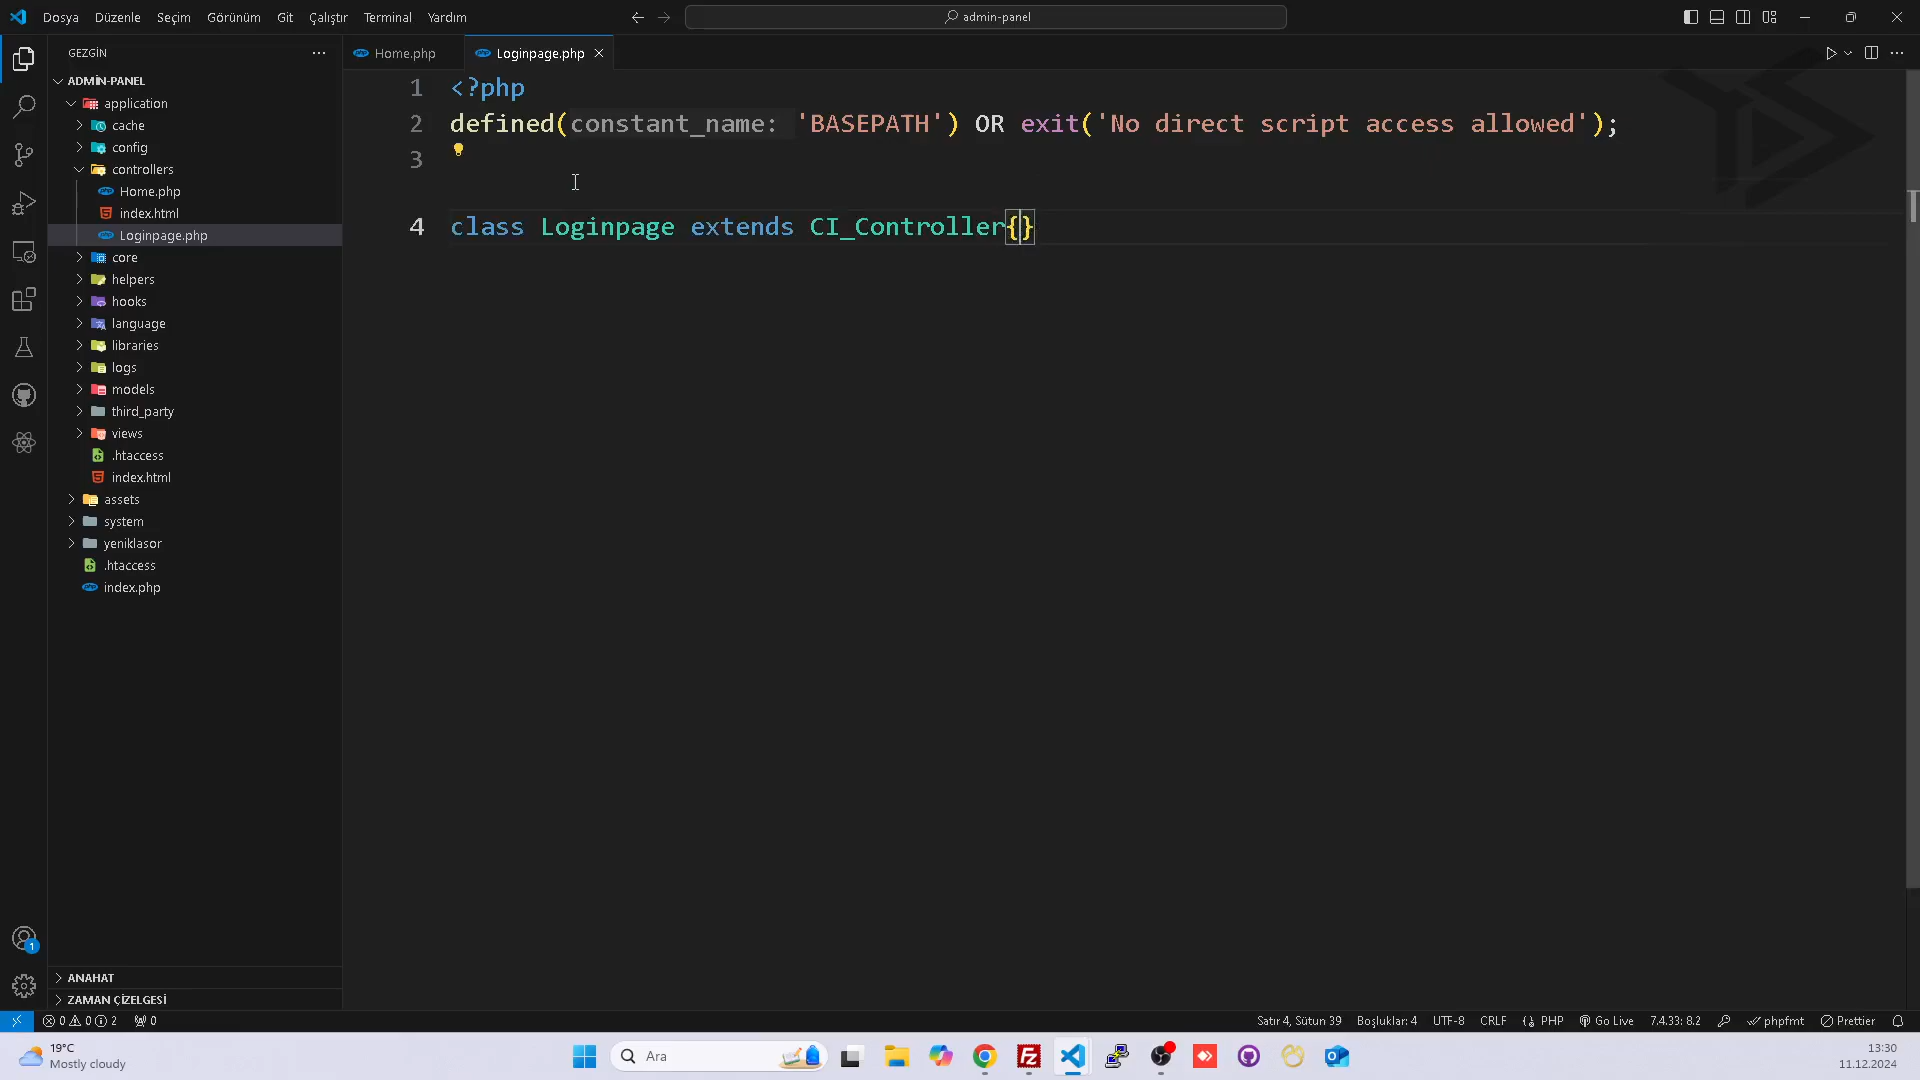 Dosya Düzenle Seçim Görünüm Git Çalıştır Terminal Yardım
admin-panel
GEZGİN
Home.php
Loginpage.php
ADMIN-PANEL
application
cache
config
controllers
Home.php
index.html
Loginpage.php
core
helpers
hooks
language
libraries
logs
models
third_party
views
.htaccess
index.html
assets
system
yeniklasor
.htaccess
index.php
ANAHAT
ZAMAN ÇİZELGESİ
1 <?php
2 defined(constant_name: 'BASEPATH') OR exit('No direct script access allowed');
3
4 class Loginpage extends CI_Controller{}
1
0 0 2 0
Satır 4, Sütun 39 Boşluklar: 4 UTF-8 CRLF PHP Go Live 7.4.33: 8.2 phpfmt Prettier
19°C
Mostly cloudy
Ara
13:30
11.12.2024